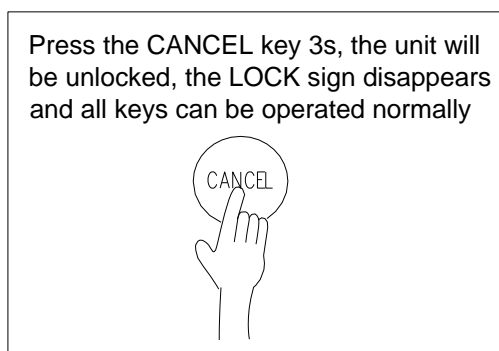 Press the CANCEL key 3s, the unit will
be unlocked, the LOCK sign disappears
and all keys can be operated normally
CANCEL